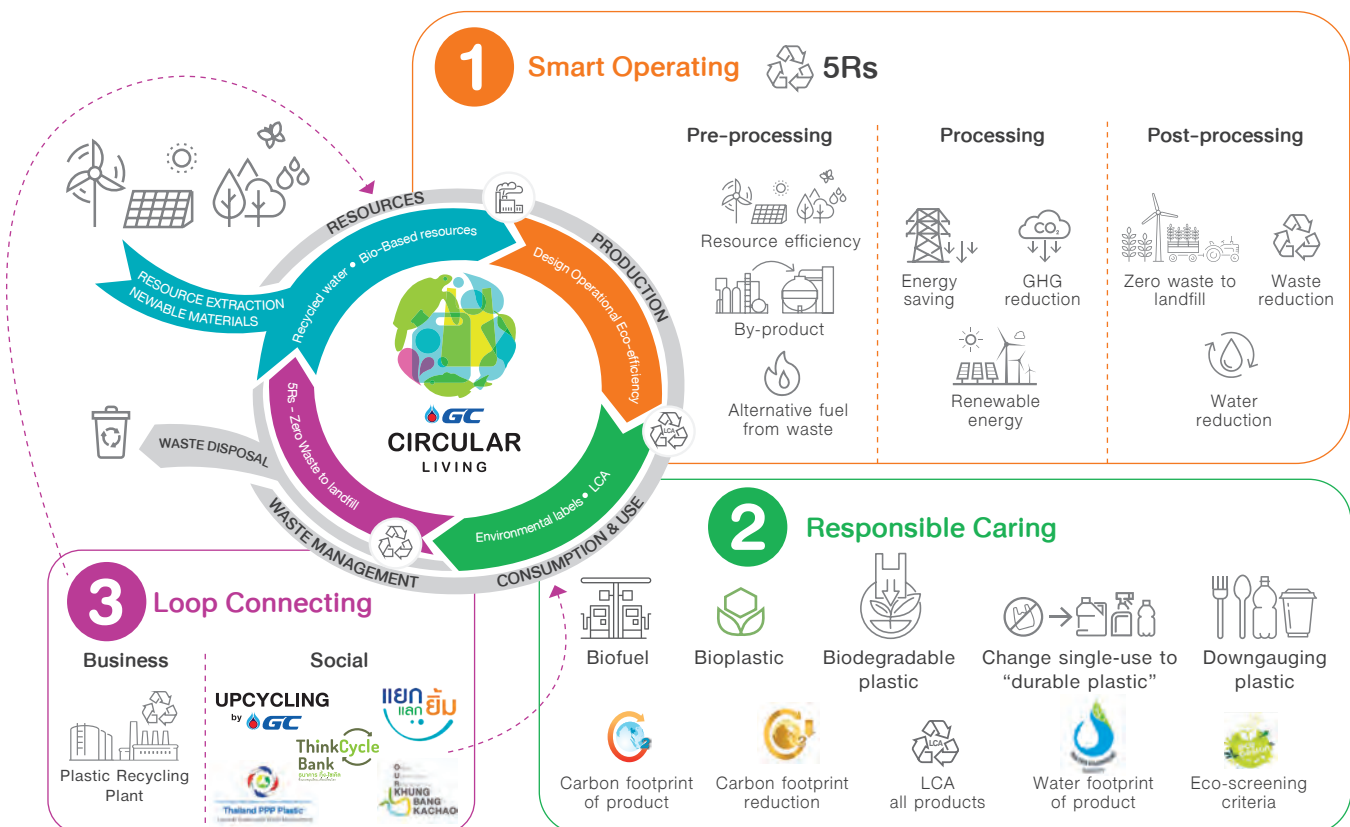 1
Smart Operating
5Rs
Pre-processing
Processing
Post-processing
Resource efficiency
By-product
Alternative fuel
from waste
Energy
saving
CO₂
GHG
reduction
Renewable
energy
Zero waste to
landfill
Waste
reduction
Water
reduction
RESOURCES
PRODUCTION
CONSUMPTION & USE
WASTE MANAGEMENT
Recycled water • Bio-Based resources
Design Operational Eco-efficiency
Environmental labels • LCA
5Rs - Zero Waste to landfill
RESOURCE EXTRACTION
NEWABLE MATERIALS
WASTE DISPOSAL
LCA
GC
CIRCULAR
LIVING
2
Responsible Caring
Biofuel
Bioplastic
Biodegradable
plastic
Change single-use to
“durable plastic”
Downgauging
plastic
Carbon footprint
of product
Carbon footprint
reduction
LCA
LCA
all products
Water footprint
of product
Eco-screening
criteria
3
Loop Connecting
Business
Plastic Recycling
Plant
Social
UPCYCLING
by GC
แยก
แลก
ยิ้ม
ThinkCycle
Bank
Thailand PPP Plastic
OUR
KHUNG
BANG
KACHAO